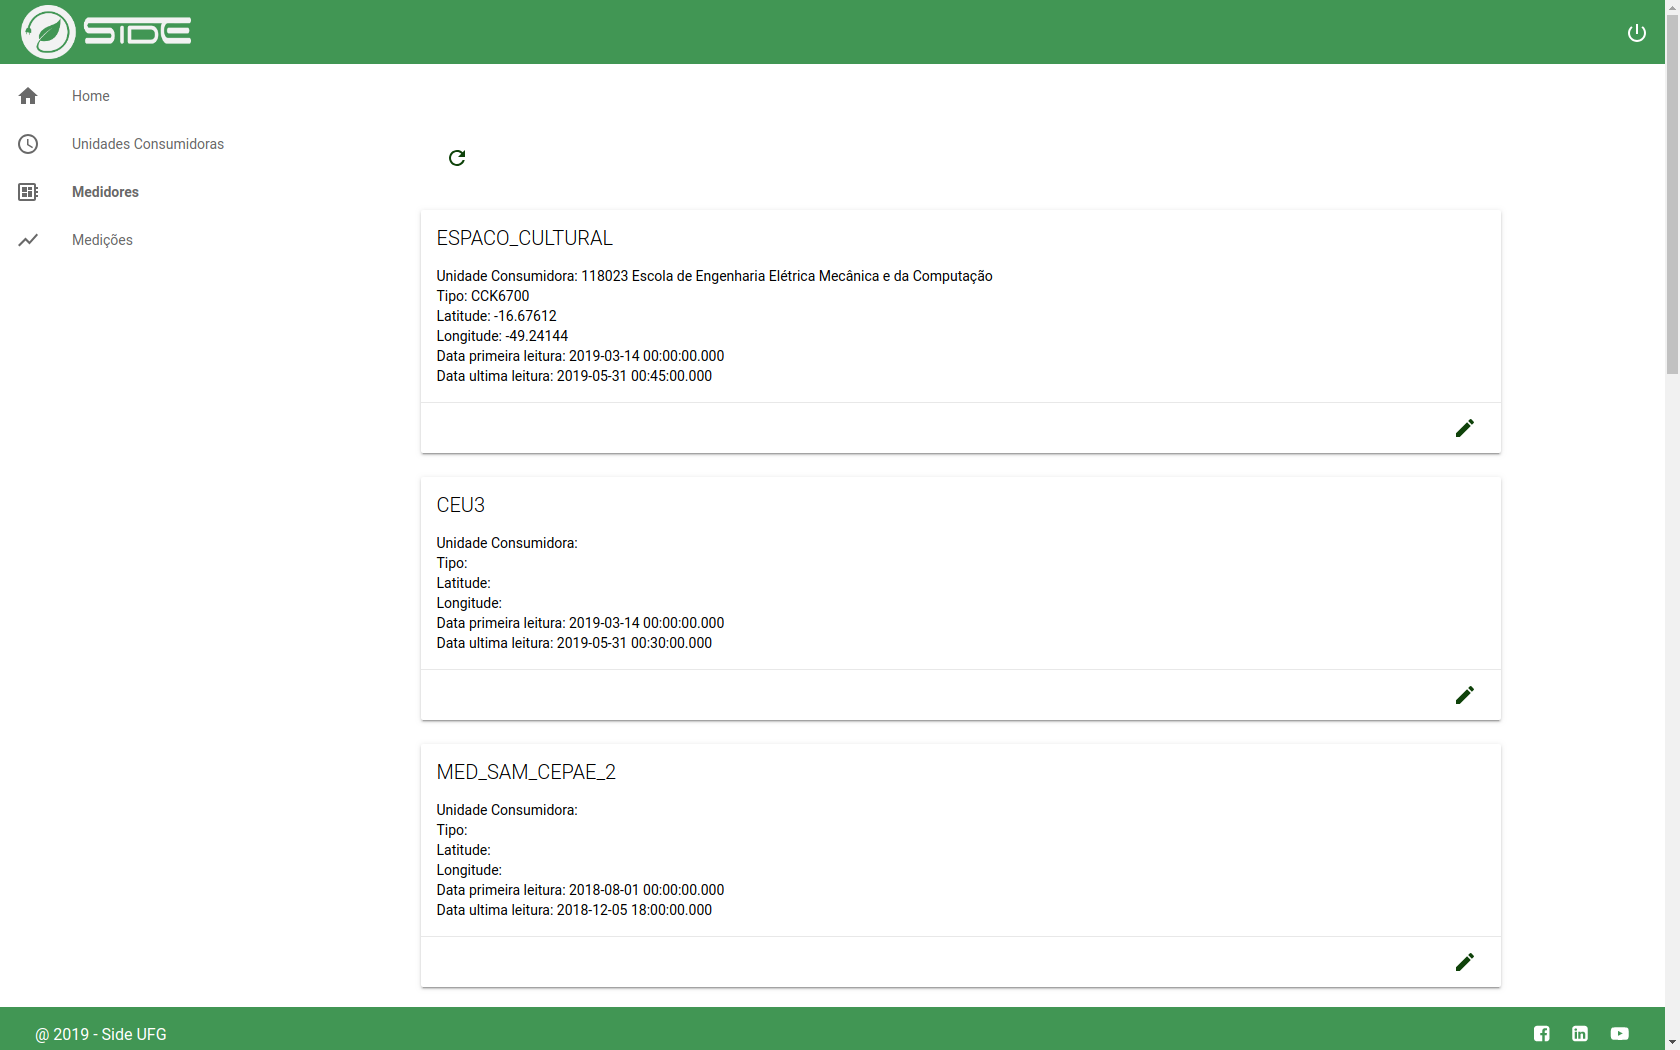 SIDE
Home
Unidades Consumidoras
Medidores
Medições
ESPACO_CULTURAL
Unidade Consumidora: 118023 Escola de Engenharia Elétrica Mecânica e da Computação
Tipo: CCK6700
Latitude: -16.67612
Longitude: -49.24144
Data primeira leitura: 2019-03-14 00:00:00.000
Data ultima leitura: 2019-05-31 00:45:00.000
CEU3
Unidade Consumidora:
Tipo:
Latitude:
Longitude:
Data primeira leitura: 2019-03-14 00:00:00.000
Data ultima leitura: 2019-05-31 00:30:00.000
MED_SAM_CEPAE_2
Unidade Consumidora:
Tipo:
Latitude:
Longitude:
Data primeira leitura: 2018-08-01 00:00:00.000
Data ultima leitura: 2018-12-05 18:00:00.000
@ 2019 - Side UFG